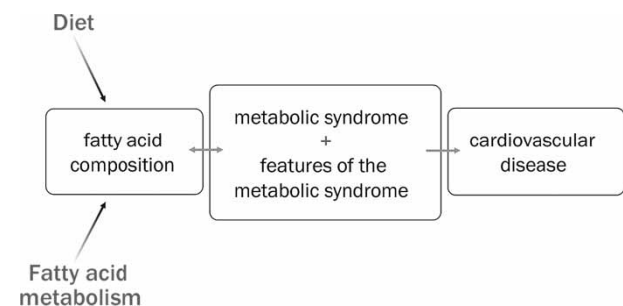 Diet
fatty acid
composition
metabolic syndrome
+
features of the
metabolic syndrome
cardiovascular
disease
Fatty acid
metabolism